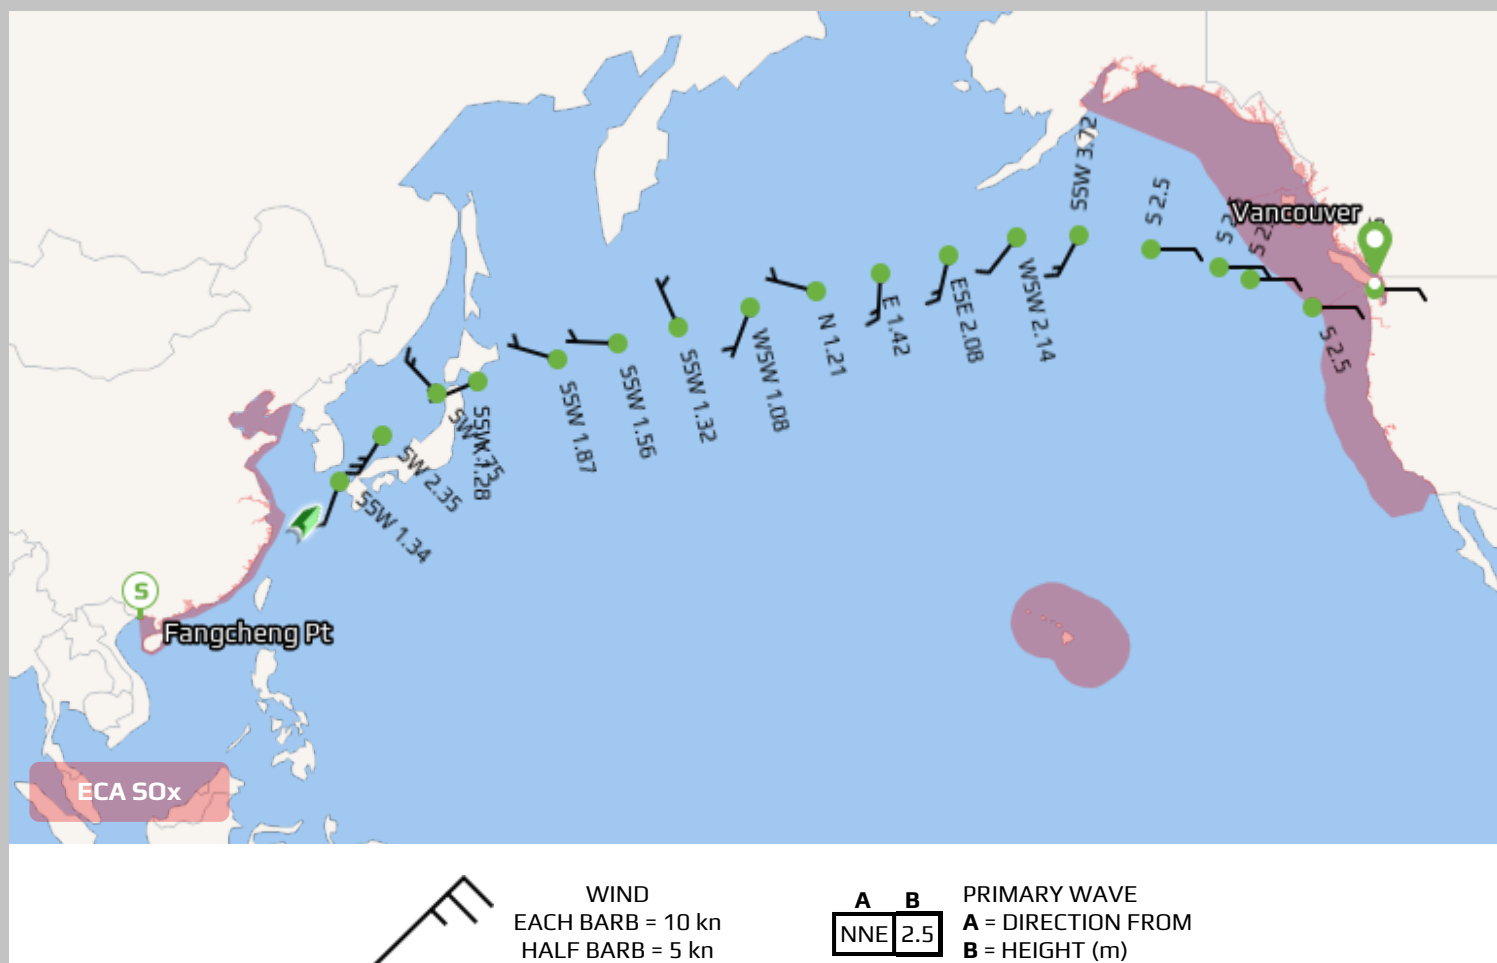 SSW 3.72
S 2.5
Vancouver
S 2.5
WSW 2.14
ESE 2.08
E 1.42
N 1.21
WSW 1.08
SSW 1.32
SSW 1.56
SSW 1.87
SSW 1.28
SW 2.35
SSW 1.34
S
Fangcheng Pt
ECA SOx
WIND
EACH BARB = 10 kn
HALF BARB = 5 kn
A B
NNE 2.5
PRIMARY WAVE
A = DIRECTION FROM
B = HEIGHT (m)